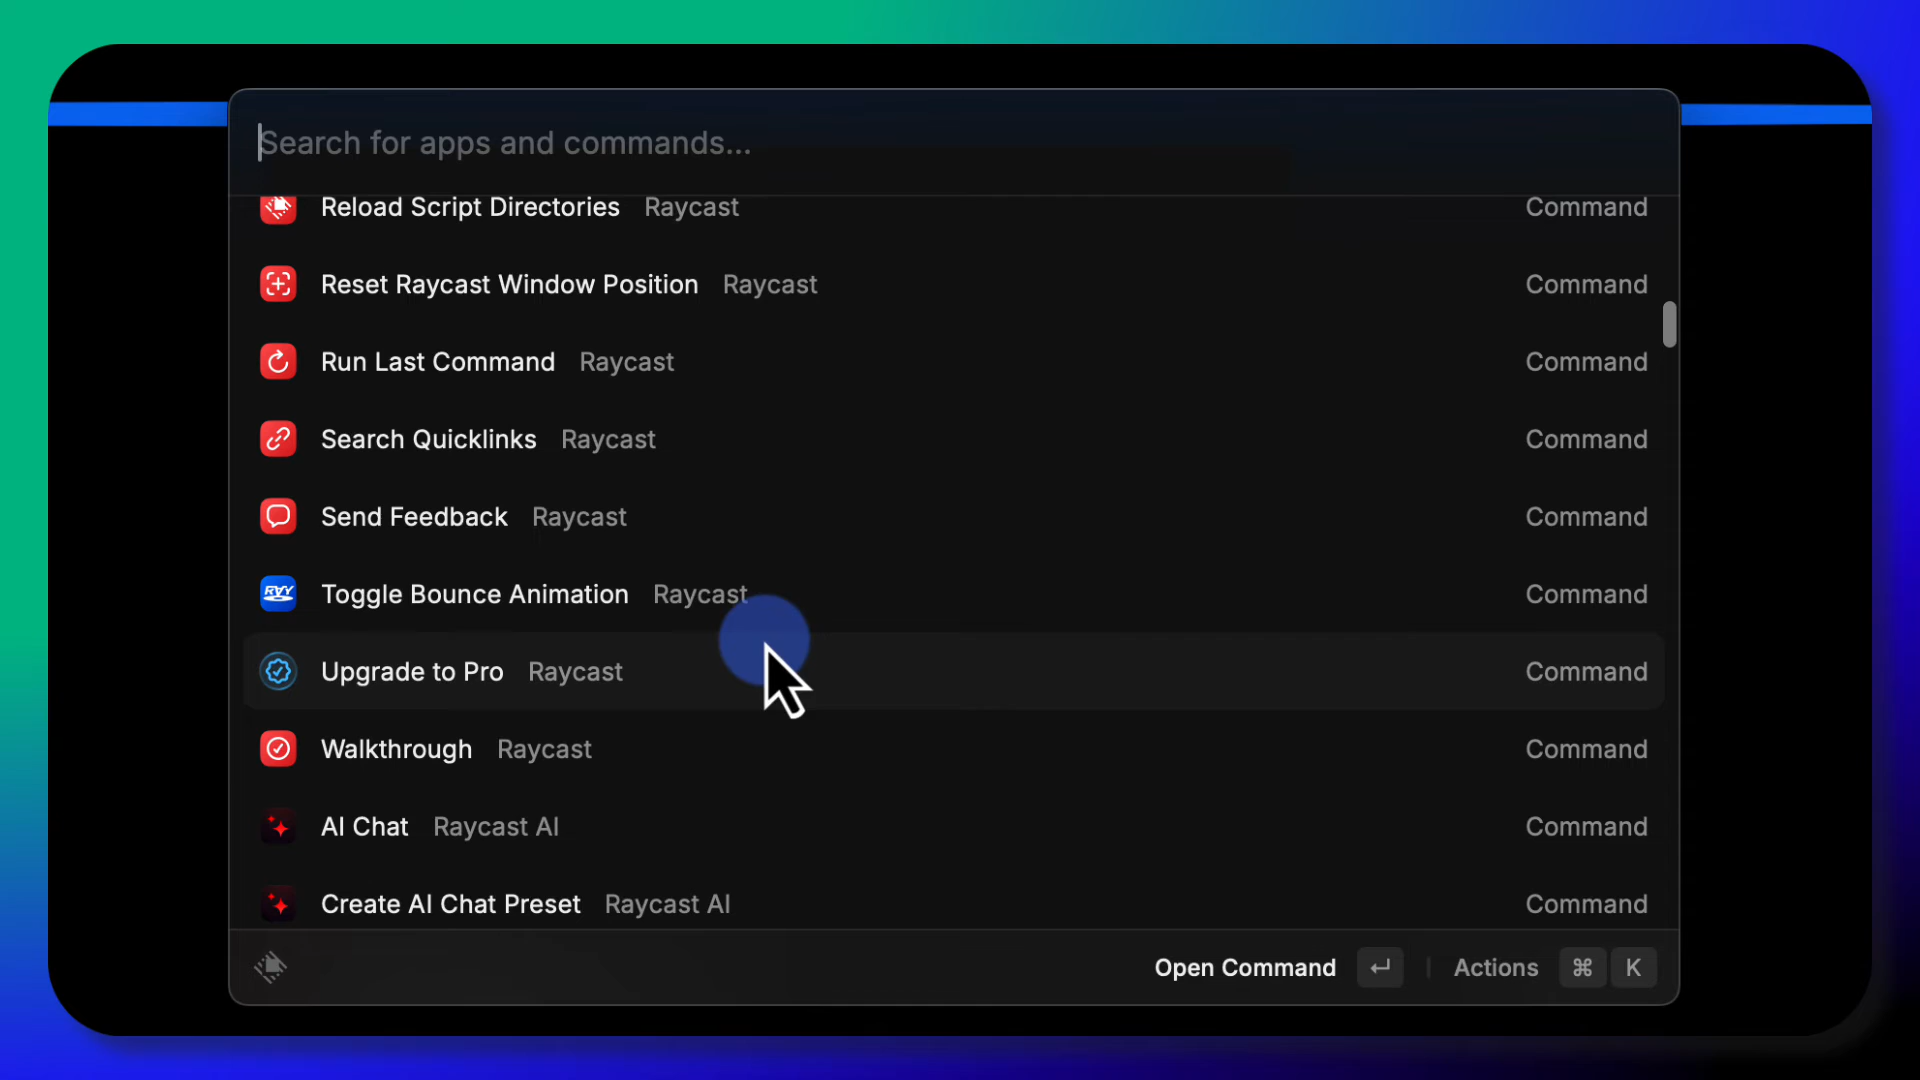 Search for apps and commands...
Reload Script Directories Raycast Command
Reset Raycast Window Position Raycast Command
Run Last Command Raycast Command
Search Quicklinks Raycast Command
Send Feedback Raycast Command
Toggle Bounce Animation Raycast Command
Upgrade to Pro Raycast Command
Walkthrough Raycast Command
AI Chat Raycast AI Command
Create AI Chat Preset Raycast AI Command
Open Command ↵ | Actions ⌘ K